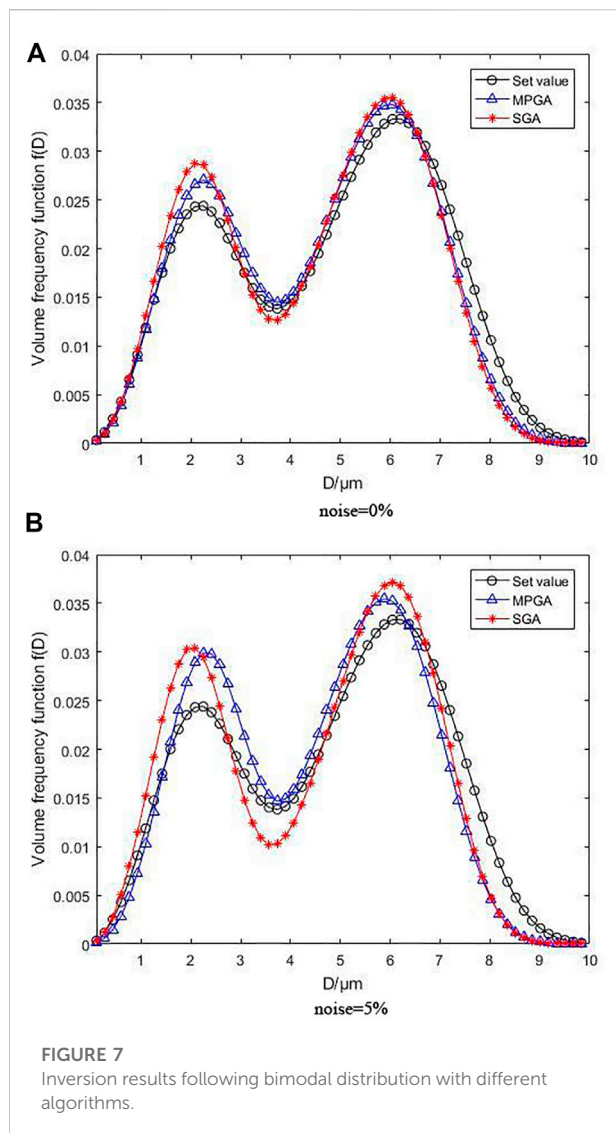 A
0.04
0.035
0.03
0.025
0.02
0.015
0.01
0.005
0
Volume frequency function f(D)
Set value
MPGA
SGA
1 2 3 4 5 6 7 8 9 10
D/μm
noise=0%
B
0.04
0.035
0.03
0.025
0.02
0.015
0.01
0.005
0
Volume frequency function f(D)
Set value
MPGA
SGA
1 2 3 4 5 6 7 8 9 10
D/μm
noise=5%
FIGURE 7
Inversion results following bimodal distribution with different
algorithms.